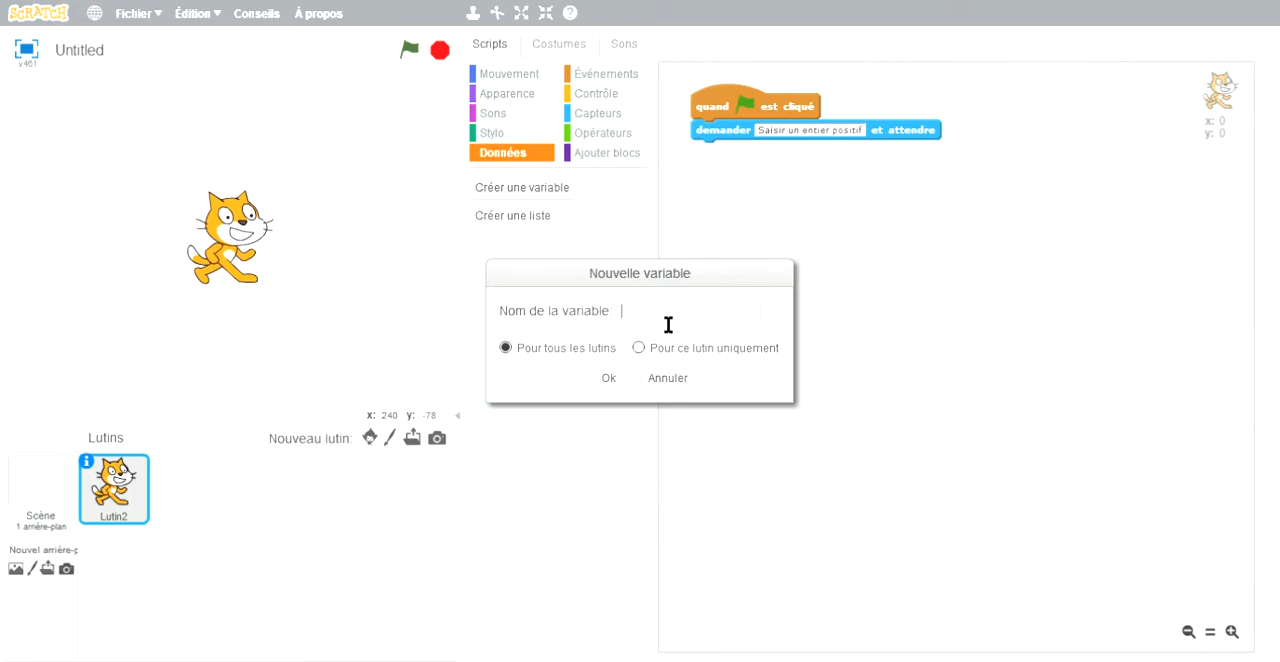 SCRATCH Fichier Édition Conseils À propos
v461 Untitled
Scripts Costumes Sons
Mouvement Événements
Apparence Contrôle
Sons Capteurs
Stylo Opérateurs
Données Ajouter blocs
Créer une variable
Créer une liste
quand est cliqué
demander Saisir un entier positif et attendre
x: 0
y: 0
Nouvelle variable
Nom de la variable:
Pour tous les lutins Pour ce lutin uniquement
Ok Annuler
x: 240 y: -78
Lutins Nouveau lutin:
Lutin2
Scène
1 arrière-plan
Nouvel arrière-p